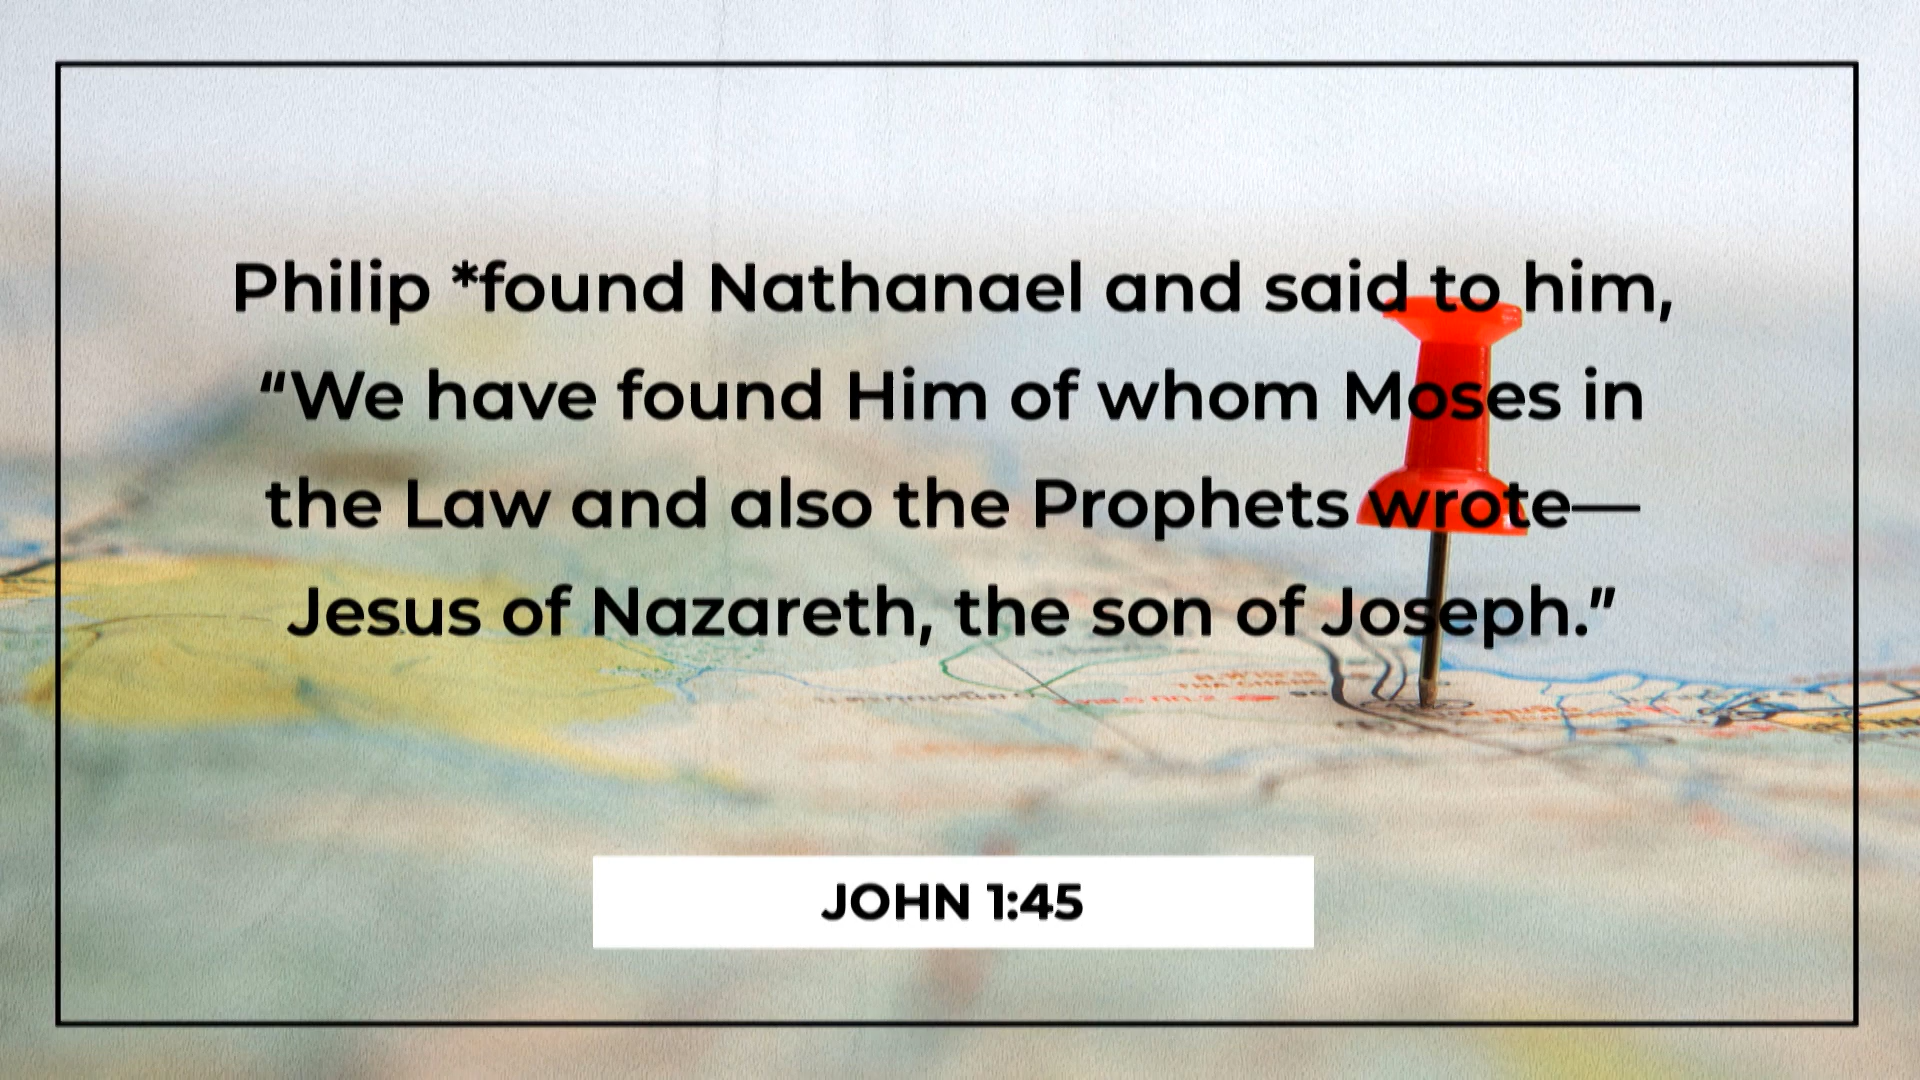 Philip *found Nathanael and said to him,
“We have found Him of whom Moses in
the Law and also the Prophets wrote—
Jesus of Nazareth, the son of Joseph.”
JOHN 1:45